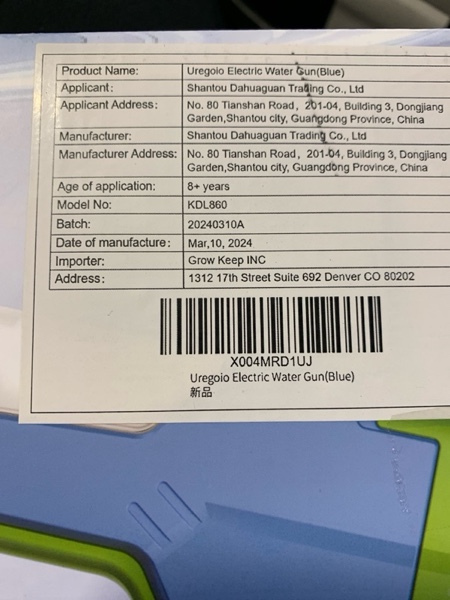 Product Name: Uregoio Electric Water Gun(Blue)
Applicant: Shantou Dahuaguan Trading Co., Ltd
Applicant Address: No. 80 Tianshan Road, 201-04, Building 3, Dongjiang
Garden,Shantou city, Guangdong Province, China
Manufacturer: Shantou Dahuaguan Trading Co., Ltd
Manufacturer Address: No. 80 Tianshan Road, 201-04, Building 3, Dongjiang
Garden,Shantou city, Guangdong Province, China
Age of application: 8+ years
Model No: KDL860
Batch: 20240310A
Date of manufacture: Mar,10, 2024
Importer: Grow Keep INC
Address: 1312 17th Street Suite 692 Denver CO 80202
X004MRD1UJ
Uregoio Electric Water Gun(Blue)
新品